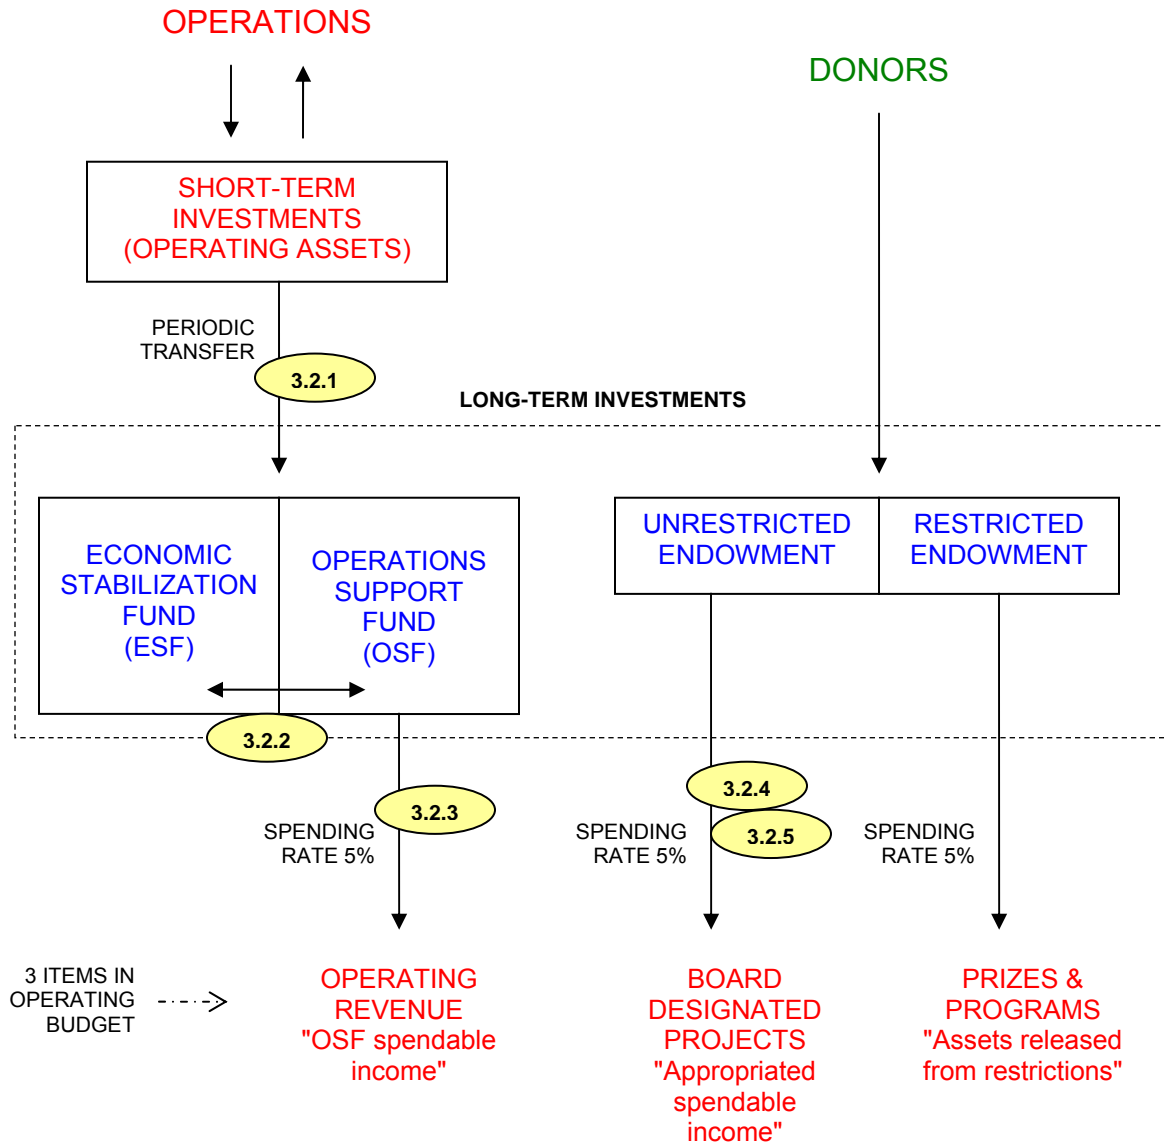 OPERATIONS
DONORS
SHORT-TERM
INVESTMENTS
(OPERATING ASSETS)
PERIODIC
TRANSFER
3.2.1
LONG-TERM INVESTMENTS
ECONOMIC
STABILIZATION
FUND
(ESF)
OPERATIONS
SUPPORT
FUND
(OSF)
UNRESTRICTED
ENDOWMENT
RESTRICTED
ENDOWMENT
3.2.2
3.2.3
SPENDING
RATE 5%
3.2.4
3.2.5
SPENDING
RATE 5%
SPENDING
RATE 5%
3 ITEMS IN
OPERATING
BUDGET
OPERATING
REVENUE
"OSF spendable
income"
BOARD
DESIGNATED
PROJECTS
"Appropriated
spendable
income"
PRIZES &
PROGRAMS
"Assets released
from restrictions"